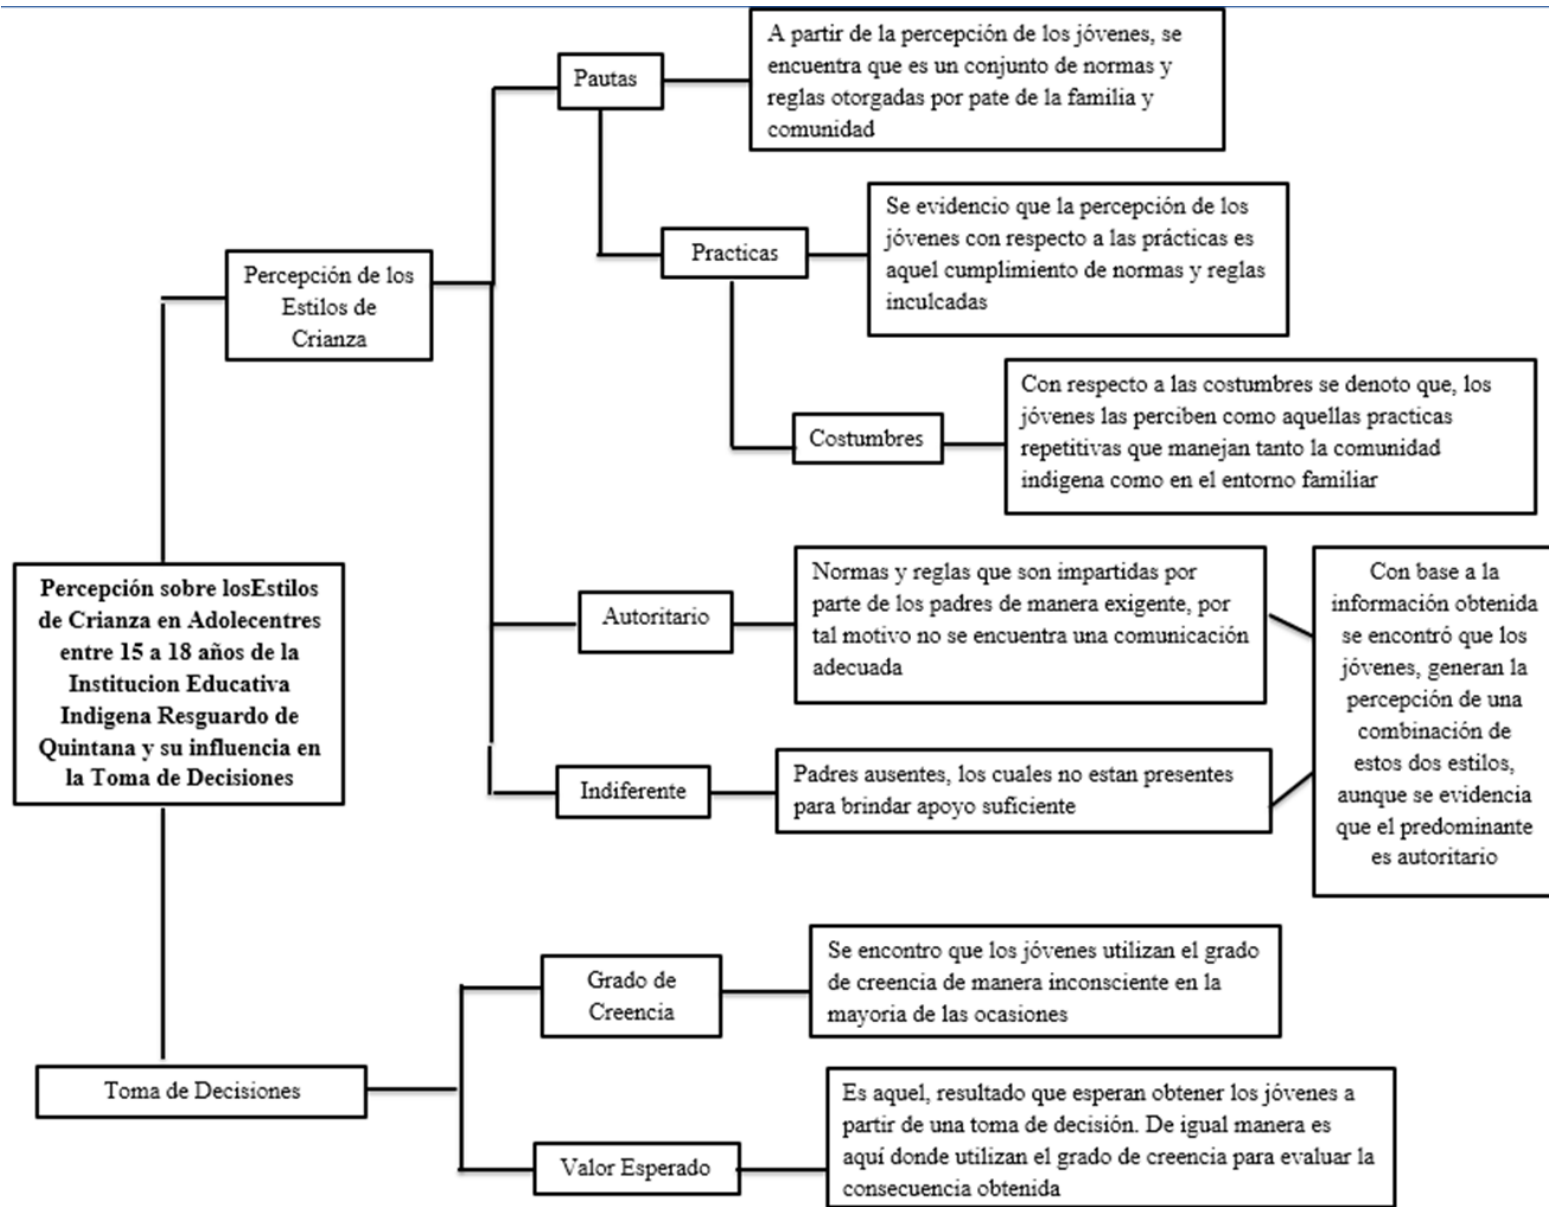 A partir de la percepción de los jóvenes, se
encuentra que es un conjunto de normas y
reglas otorgadas por pate de la familia y
comunidad
Pautas
Se evidencio que la percepción de los
jóvenes con respecto a las prácticas es
aquel cumplimiento de normas y reglas
inculcadas
Practicas
Percepción de los
Estilos de
Crianza
Con respecto a las costumbres se denoto que, los
jóvenes las perciben como aquellas practicas
repetitivas que manejan tanto la comunidad
indigena como en el entorno familiar
Costumbres
Percepción sobre losEstilos
de Crianza en Adolecentres
entre 15 a 18 años de la
Institucion Educativa
Indigena Resguardo de
Quintana y su influencia en
la Toma de Decisiones
Autoritario
Normas y reglas que son impartidas por
parte de los padres de manera exigente, por
tal motivo no se encuentra una comunicación
adecuada
Con base a la
información obtenida
se encontró que los
jóvenes, generan la
percepción de una
combinación de
estos dos estilos,
aunque se evidencia
que el predominante
es autoritario
Indiferente
Padres ausentes, los cuales no estan presentes
para brindar apoyo suficiente
Grado de
Creencia
Se encontro que los jóvenes utilizan el grado
de creencia de manera inconsciente en la
mayoria de las ocasiones
Toma de Decisiones
Valor Esperado
Es aquel, resultado que esperan obtener los jóvenes a
partir de una toma de decisión. De igual manera es
aquí donde utilizan el grado de creencia para evaluar la
consecuencia obtenida